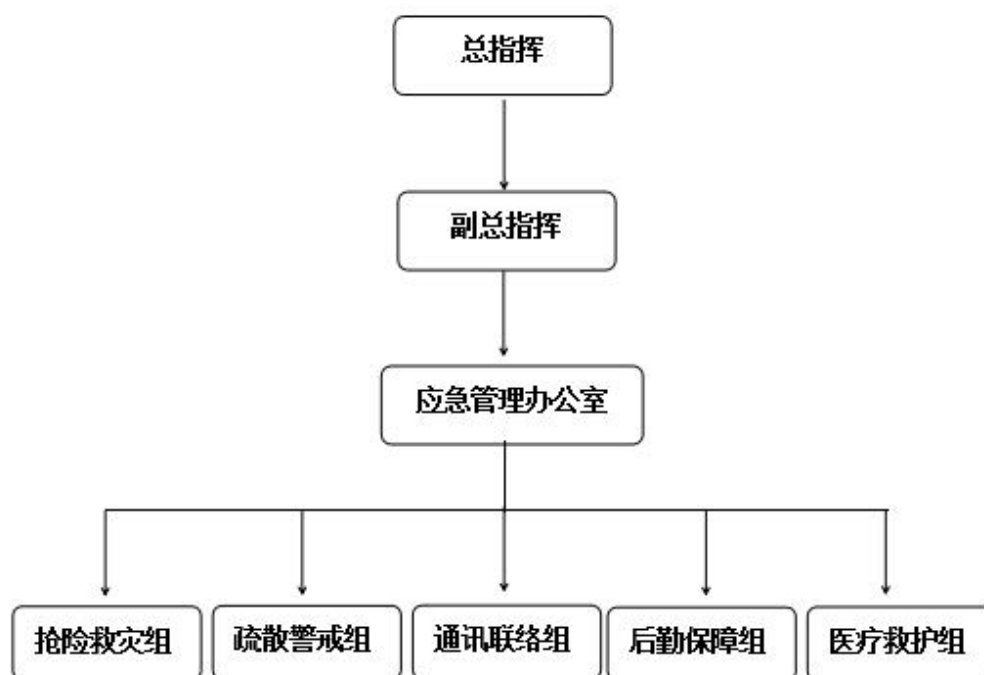 总指挥
副总指挥
应急管理办公室
抢险救灾组
疏散警戒组
通讯联络组
后勤保障组
医疗救护组